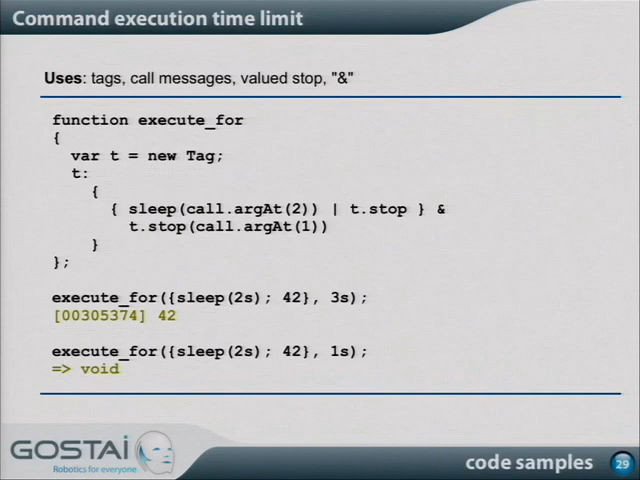 Command execution time limit
Uses: tags, call messages, valued stop, "&"
function execute_for
{
var t = new Tag;
t:
{
{ sleep(call.argAt(2)) | t.stop } &
t.stop(call.argAt(1))
}
};
execute_for({sleep(2s); 42}, 3s);
[00305374] 42
execute_for({sleep(2s); 42}, 1s);
=> void
GOSTAI
Robotics for everyone
code samples 29